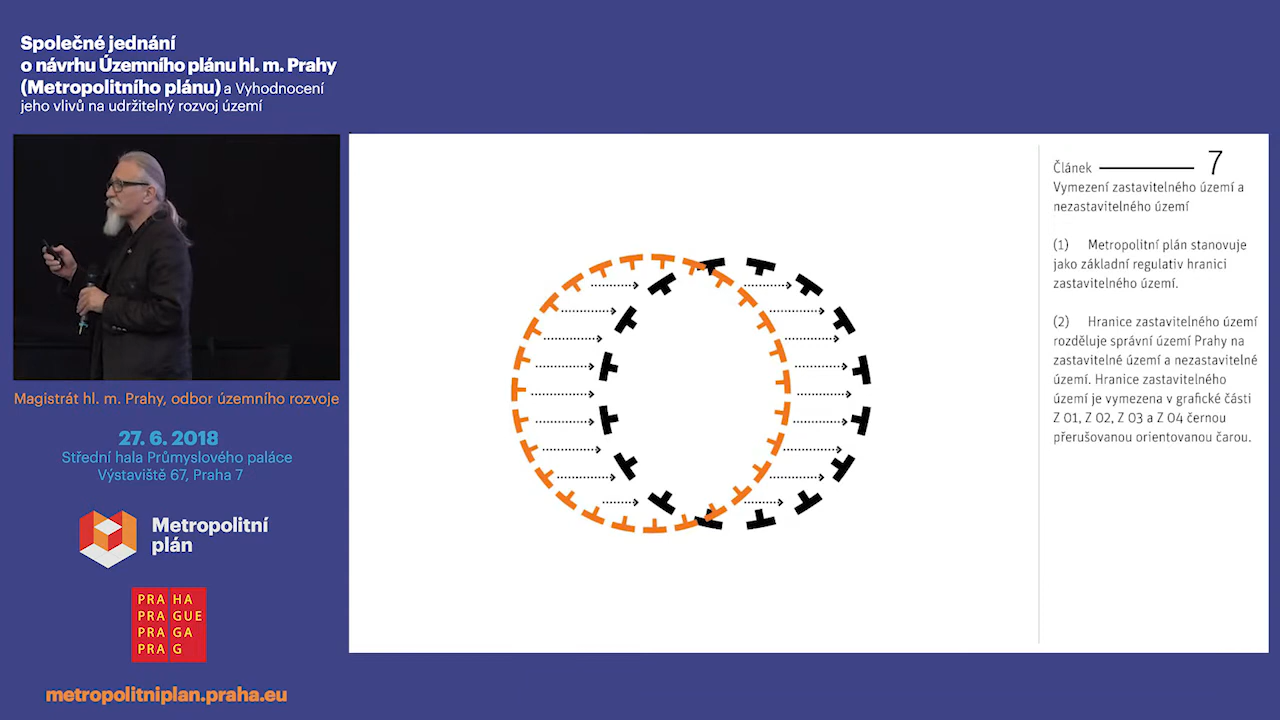 Společné jednání
o návrhu Územního plánu hl. m. Prahy
(Metropolitního plánu) a Vyhodnocení
jeho vlivů na udržitelný rozvoj území
Magistrát hl. m. Prahy, odbor územního rozvoje
27. 6. 2018
Střední hala Průmyslového paláce
Výstaviště 67, Praha 7
Metropolitní
plán
PRA HA
PRA GUE
PRA GA
PRA G
metropolitniplan.praha.eu
Článek 7
Vymezení zastavitelného území a
nezastavitelného území
(1) Metropolitní plán stanovuje
jako základní regulativ hranici
zastavitelného území.
(2) Hranice zastavitelného území
rozděluje správní území Prahy na
zastavitelné území a nezastavitelné
území. Hranice zastavitelného
území je vymezena v grafické části
Z 01, Z 02, Z 03 a Z 04 černou
přerušovanou orientovanou čarou.